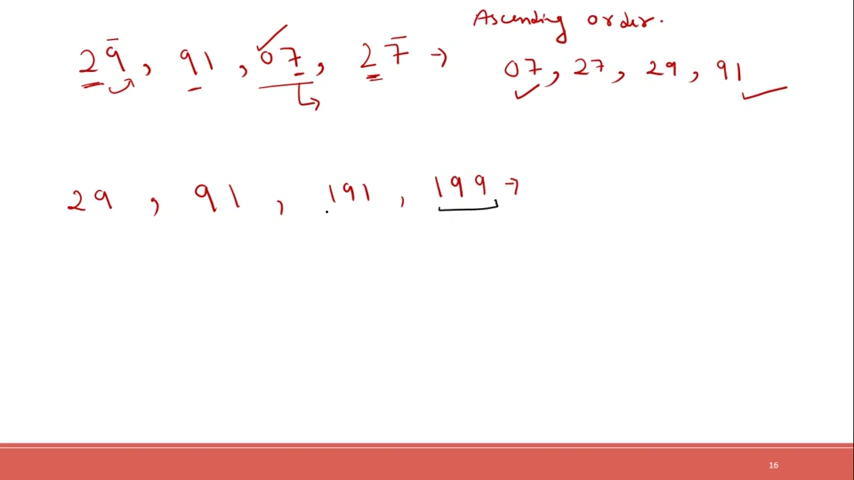 Ascending order.
29, 91, 07, 27 → 07, 27, 29, 91
29, 91, 191, 199 →
16